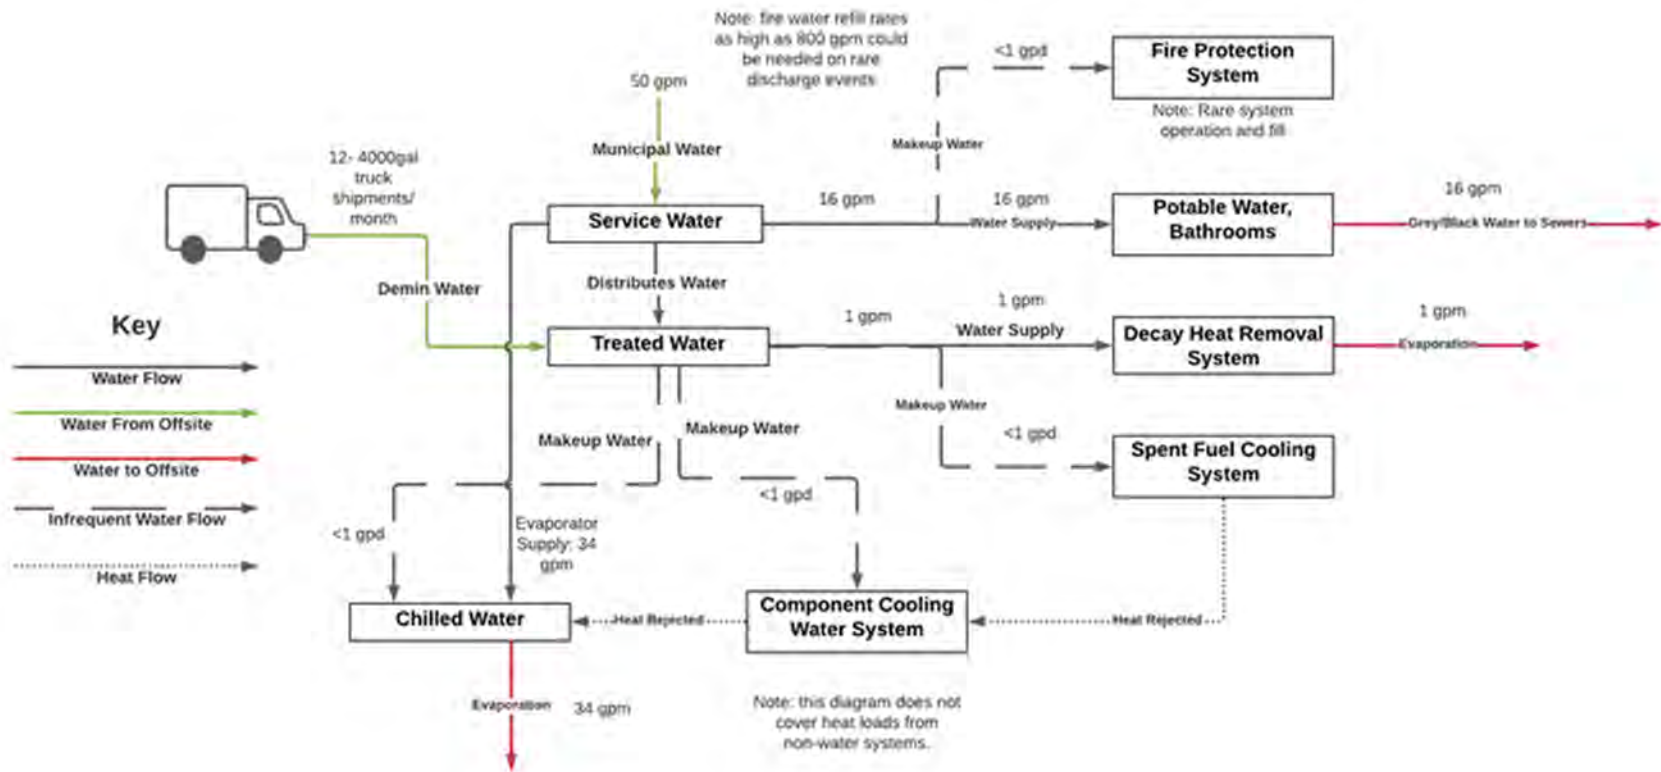 Note: fire water refill rates
as high as 800 gpm could
be needed on rare
discharge events
<1 gpd
Fire Protection
System
Note: Rare system
operation and fill
50 gpm
Municipal Water
Makeup Water
12- 4000gal
truck
shipments/
month
Demin Water
Service Water
16 gpm
16 gpm
Water Supply
Potable Water,
Bathrooms
16 gpm
Grey/Black Water to Sewers
Distributes Water
Treated Water
1 gpm
1 gpm
Water Supply
Decay Heat Removal
System
1 gpm
Evaporation
Key
Water Flow
Water From Offsite
Water to Offsite
Infrequent Water Flow
Heat Flow
Makeup Water
Makeup Water
Makeup Water
<1 gpd
Spent Fuel Cooling
System
<1 gpd
<1 gpd
Evaporator
Supply: 34
gpm
Chilled Water
Heat Rejected
Component Cooling
Water System
Heat Rejected
Evaporation
34 gpm
Note: this diagram does not
cover heat loads from
non-water systems.